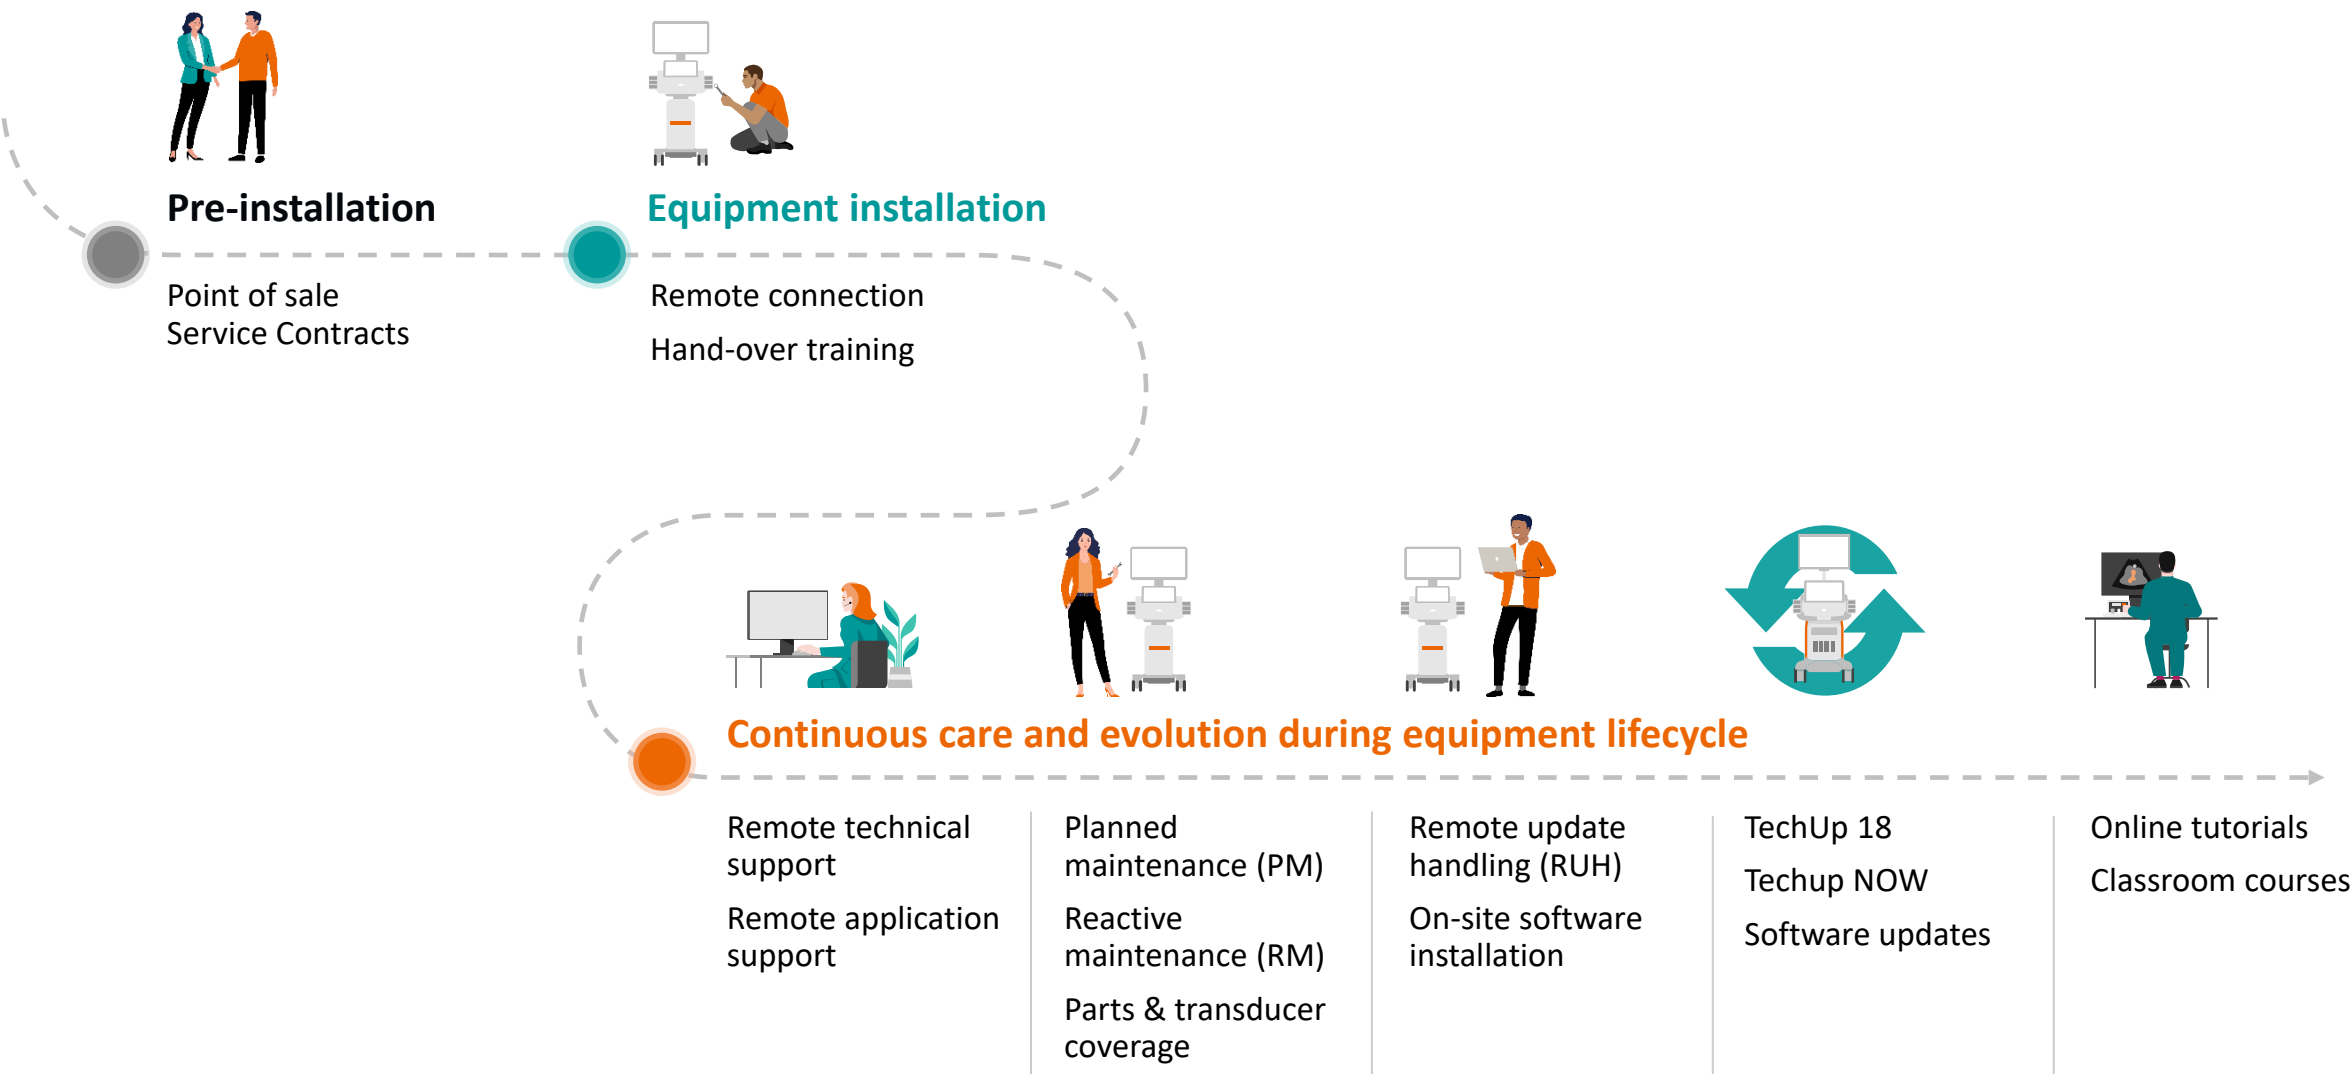 Pre-installation
Point of sale
Service Contracts
Equipment installation
Remote connection
Hand-over training
Continuous care and evolution during equipment lifecycle
Remote technical
support
Remote application
support
Planned
maintenance (PM)
Reactive
maintenance (RM)
Parts & transducer
coverage
Remote update
handling (RUH)
On-site software
installation
TechUp 18
Techup NOW
Software updates
Online tutorials
Classroom courses